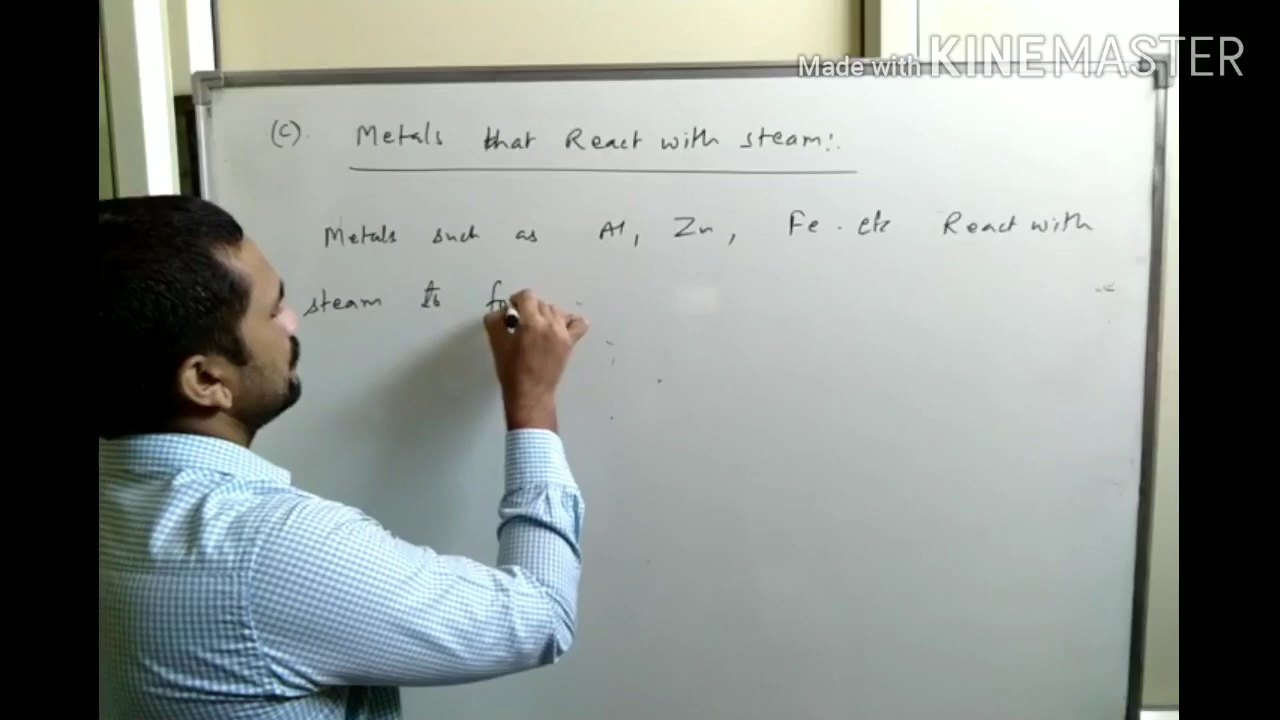 Made with KINEMASTER
(C). Metals that React with steam:.
Metals such as Al, Zn, Fe. etc React with
steam to